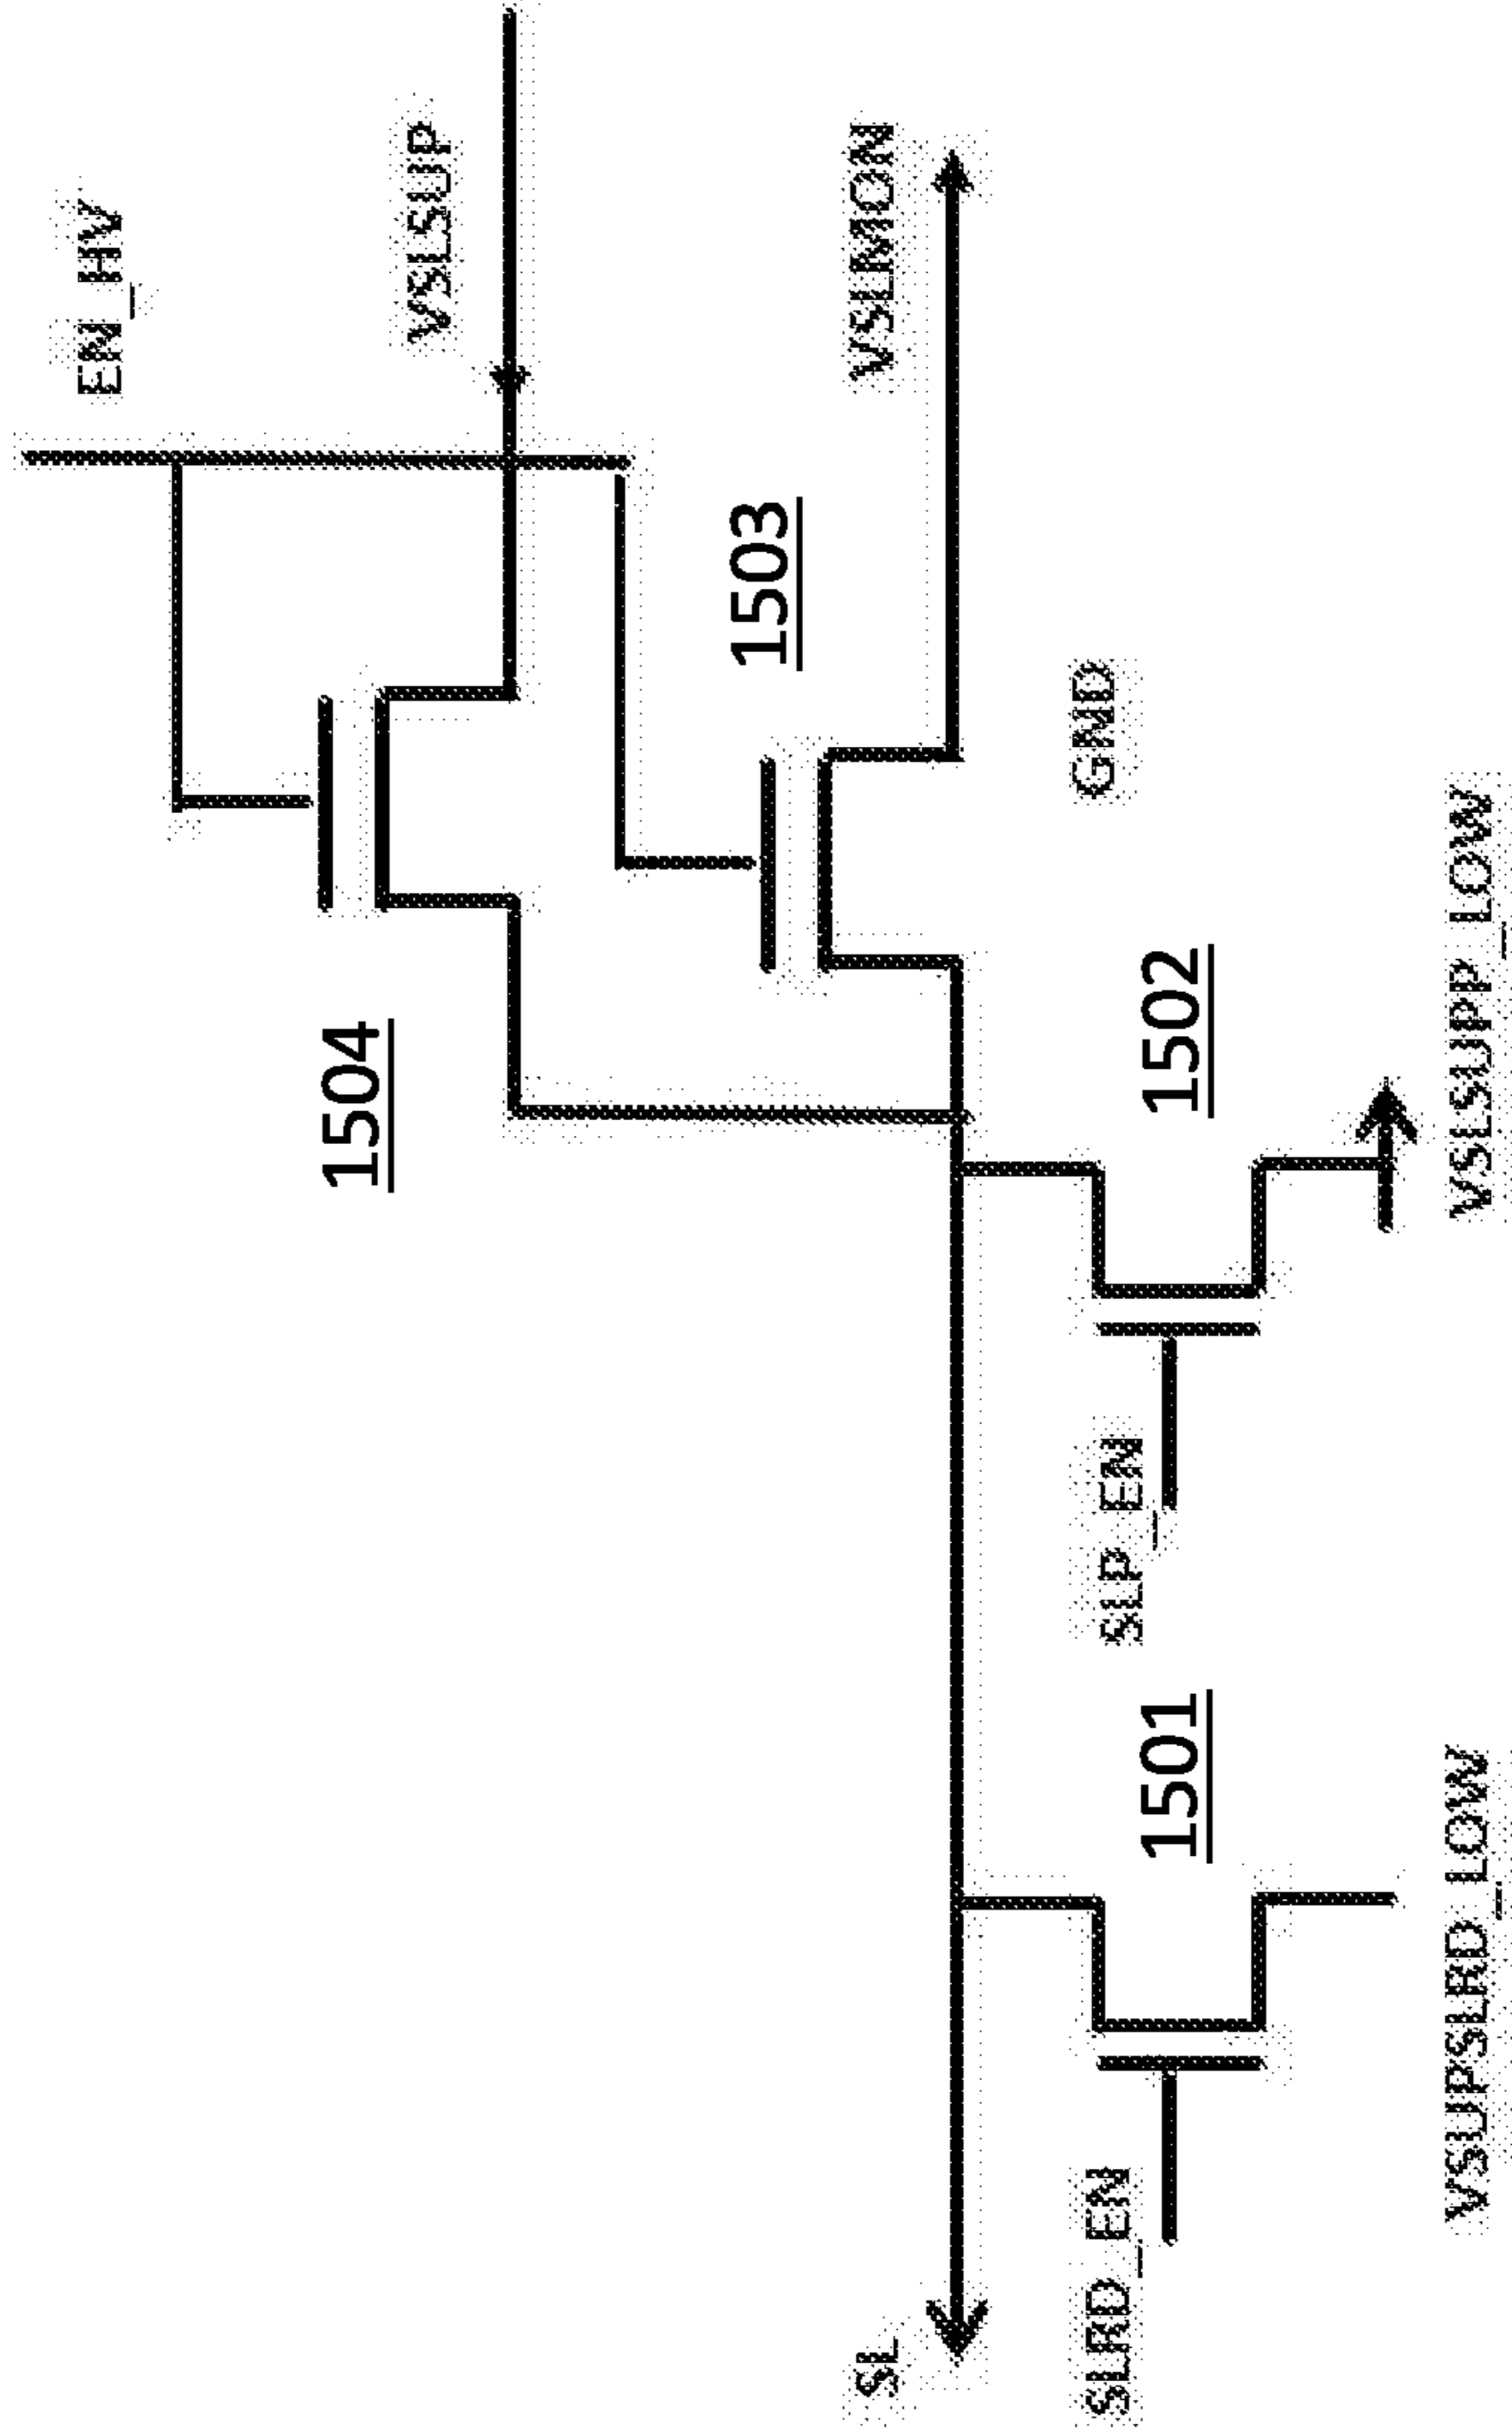 EN_HV
VSLSUP
1504
1503
VSLMON
SL
GND
SLRD_EN
1501
SLP_EN
1502
VSUPSLRD_LOW
VSLSUPP_LOW